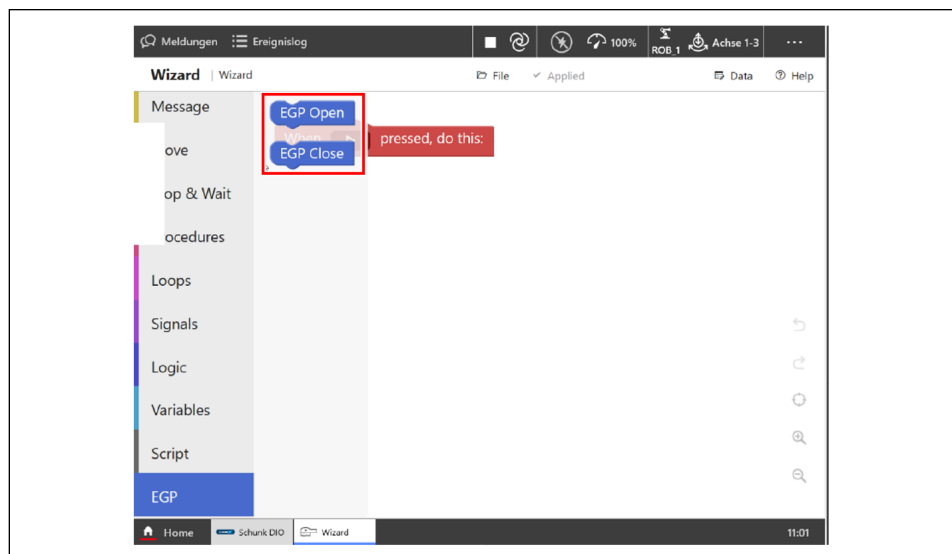 Meldungen Ereignislog 100% ROB_1 Achse 1-3 ...
Wizard | Wizard File Applied Data Help
Message
EGP Open
When pressed, do this:
EGP Close
ove
op & Wait
ocedures
Loops
Signals
Logic
Variables
Script
EGP
Home Schunk DIO Wizard 11:01